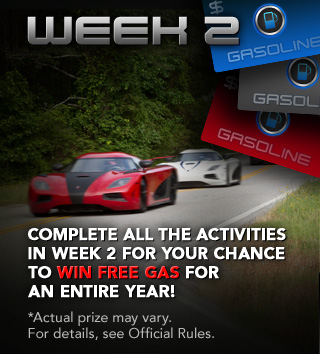 WEEK 2
$
GASOLINE
$
GASOLINE
GASOLINE
COMPLETE ALL THE ACTIVITIES
IN WEEK 2 FOR YOUR CHANCE
TO WIN FREE GAS FOR
AN ENTIRE YEAR!
*Actual prize may vary.
For details, see Official Rules.